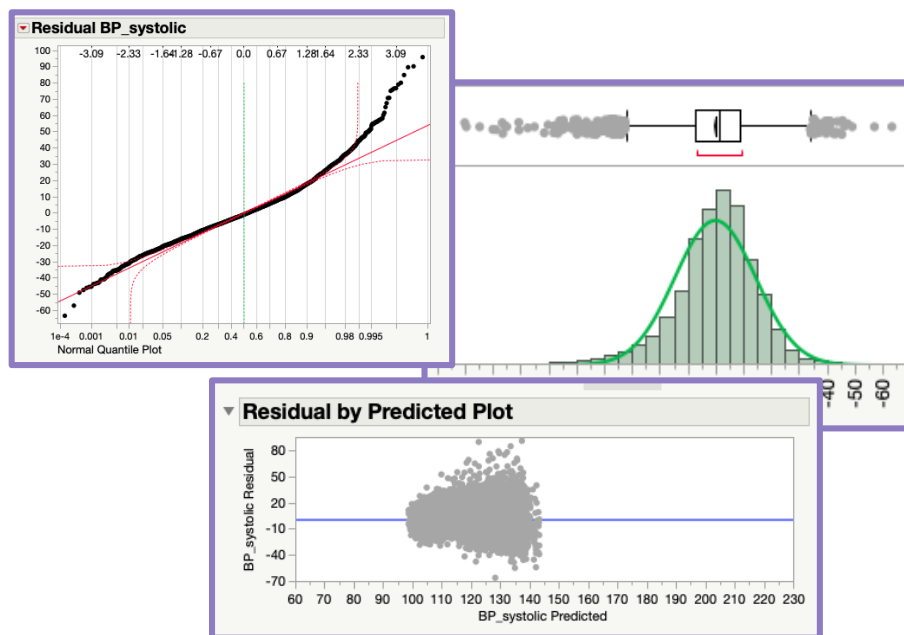 Residual BP_systolic
-3.09 -2.33 -1.64 -1.28 -0.67 0.0 0.67 1.28 1.64 2.33 3.09
100
90
80
70
60
50
40
30
20
10
0
-10
-20
-30
-40
-50
-60
1e-4 0.001 0.01 0.05 0.2 0.4 0.6 0.8 0.9 0.98 0.995 1
Normal Quantile Plot
-40 -50 -60
Residual by Predicted Plot
BP_systolic Residual
80
50
20
-10
-40
-70
60 70 80 90 100 110 120 130 140 150 160 170 180 190 200 210 220 230
BP_systolic Predicted